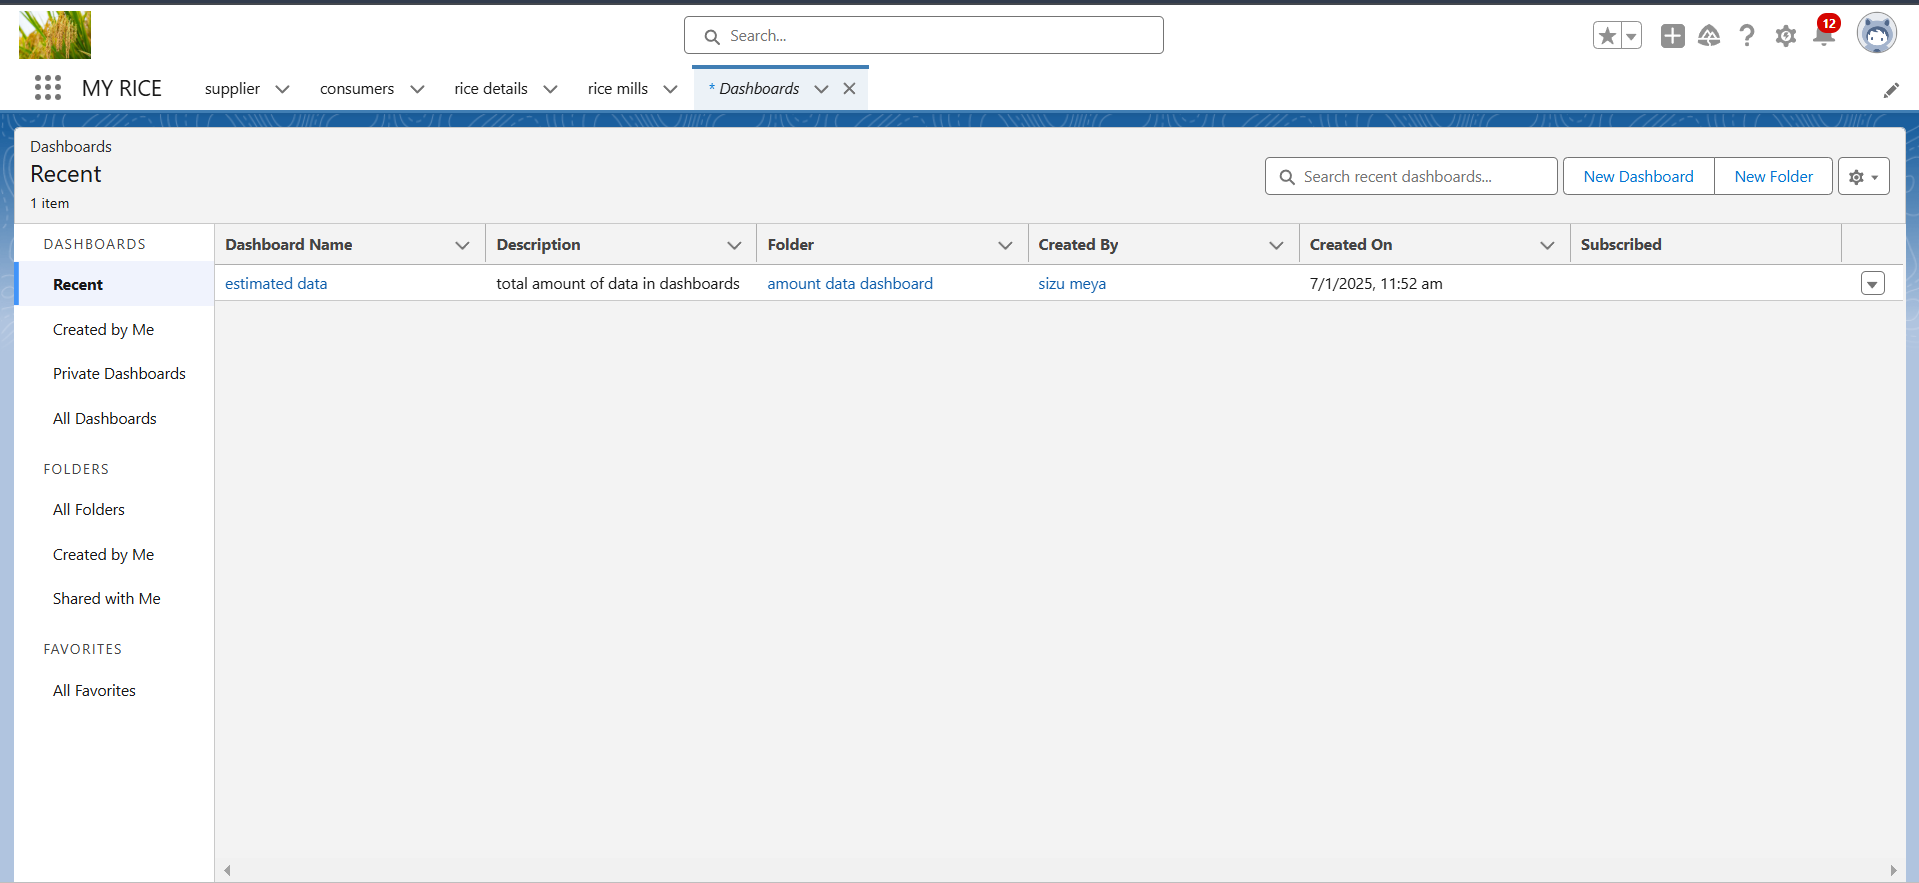 Search...
12
MY RICE
supplier
consumers
rice details
rice mills
* Dashboards
Dashboards
Recent
1 item
Search recent dashboards...
New Dashboard
New Folder
DASHBOARDS
Recent
Created by Me
Private Dashboards
All Dashboards
FOLDERS
All Folders
Created by Me
Shared with Me
FAVORITES
All Favorites
Dashboard Name Description Folder Created By Created On Subscribed
estimated data total amount of data in dashboards amount data dashboard sizu meya 7/1/2025, 11:52 am